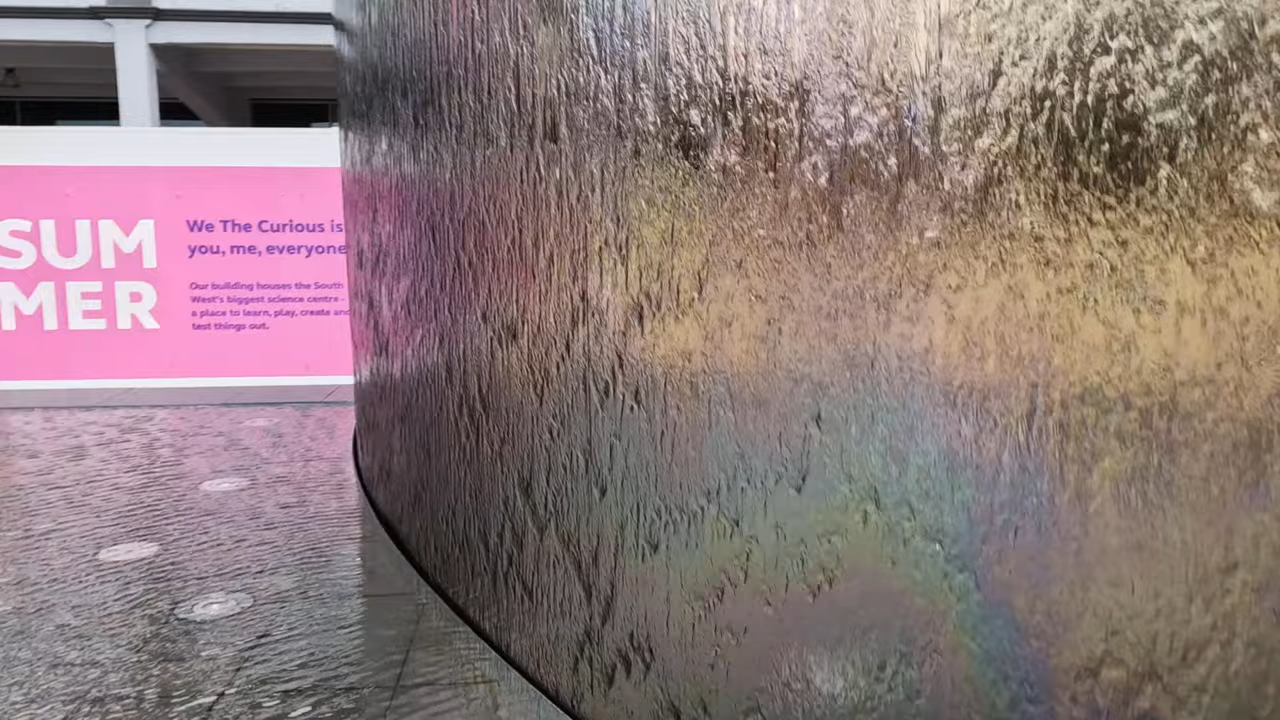 SUM
MER
We The Curious is
you, me, everyone
Our building houses the South
West's biggest science centre –
a place to learn, play, create and
test things out.